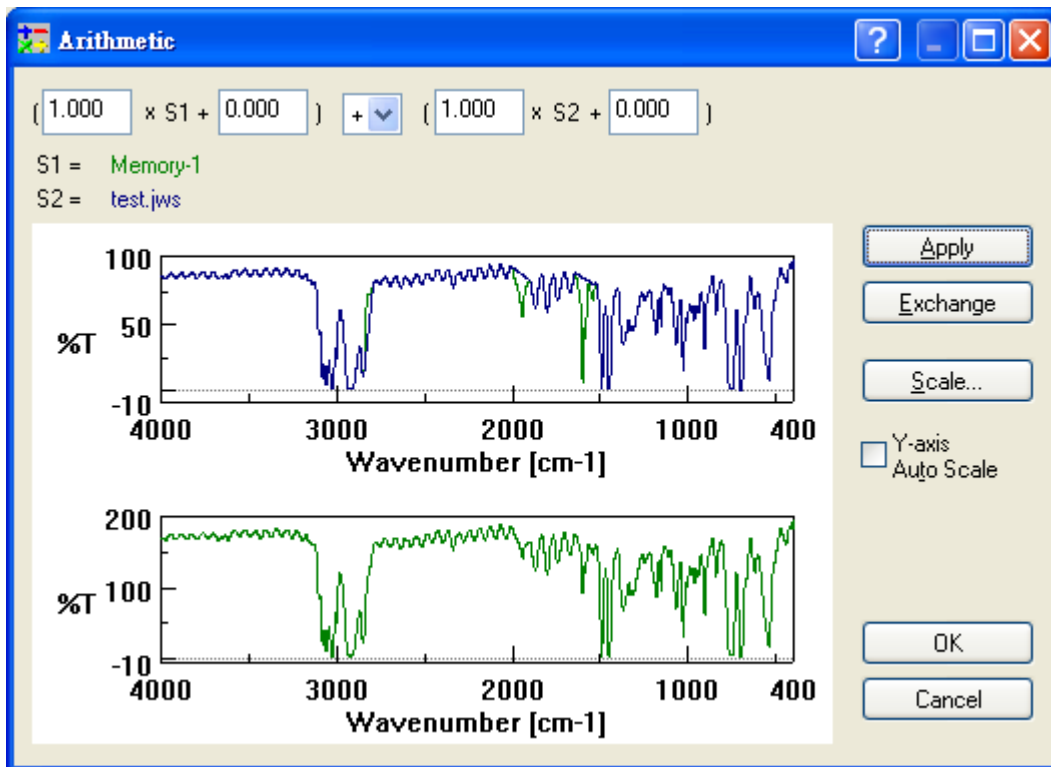 Arithmetic
( 1.000 x S1 + 0.000 ) + ( 1.000 x S2 + 0.000 )
S1 = Memory-1
S2 = test.jws
100
50
-10
%T
4000 3000 2000 1000 400
Wavenumber [cm-1]
200
100
-10
%T
4000 3000 2000 1000 400
Wavenumber [cm-1]
Apply
Exchange
Scale...
Y-axis
Auto Scale
OK
Cancel